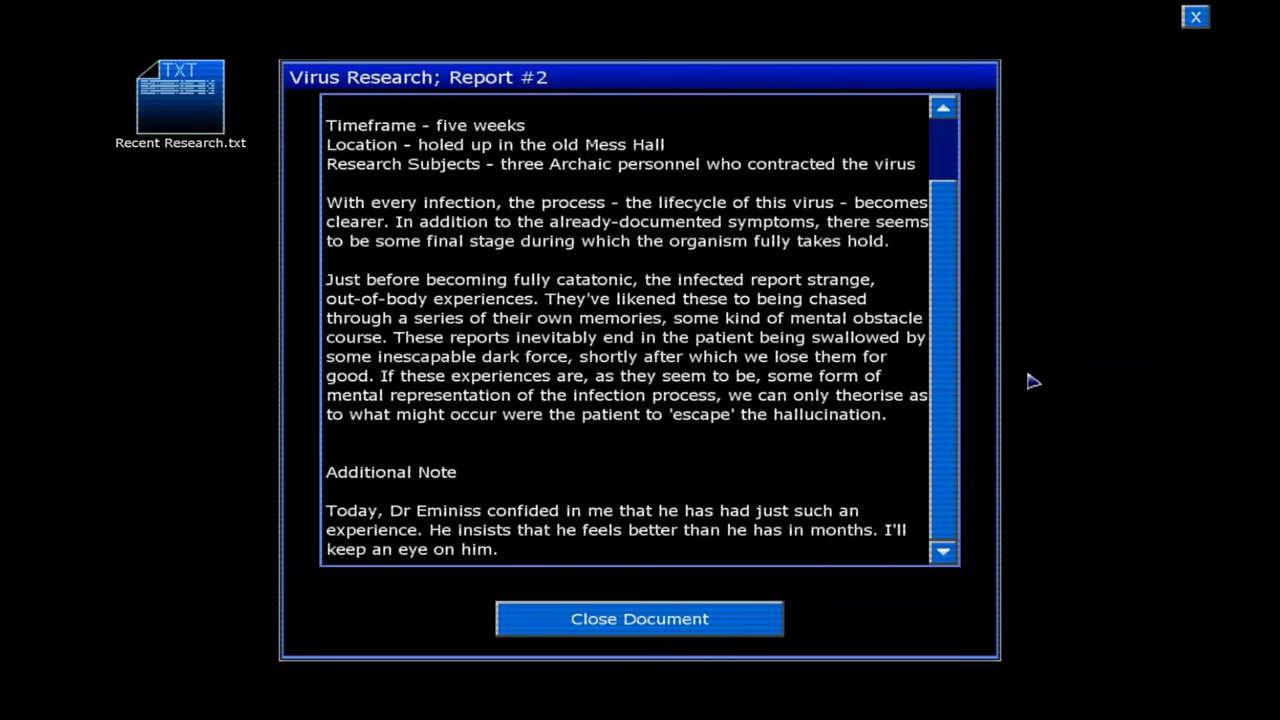 X
TXT
Recent Research.txt
Virus Research; Report #2
Timeframe - five weeks
Location - holed up in the old Mess Hall
Research Subjects - three Archaic personnel who contracted the virus
With every infection, the process - the lifecycle of this virus - becomes
clearer. In addition to the already-documented symptoms, there seems
to be some final stage during which the organism fully takes hold.
Just before becoming fully catatonic, the infected report strange,
out-of-body experiences. They've likened these to being chased
through a series of their own memories, some kind of mental obstacle
course. These reports inevitably end in the patient being swallowed by
some inescapable dark force, shortly after which we lose them for
good. If these experiences are, as they seem to be, some form of
mental representation of the infection process, we can only theorise as
to what might occur were the patient to 'escape' the hallucination.
Additional Note
Today, Dr Eminiss confided in me that he has had just such an
experience. He insists that he feels better than he has in months. I'll
keep an eye on him.
Close Document